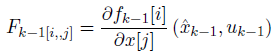 F_{k-1[i,,j]} = \frac{\partial f_{k-1}[i]}{\partial x[j]} (\hat{x}_{k-1}, u_{k-1})